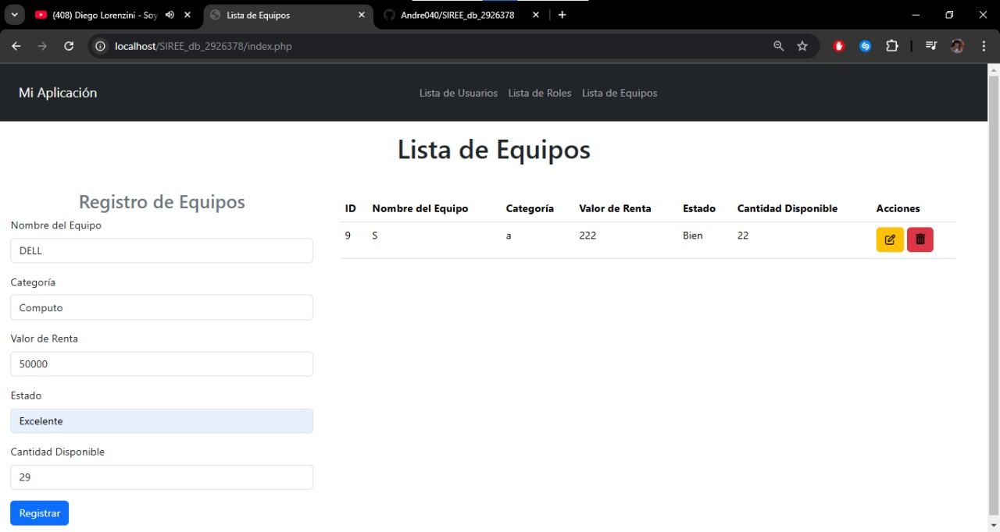 (408) Diego Lorenzini - Soy
Lista de Equipos
Andre040/SIREE_db_2926378
localhost/SIREE_db_2926378/index.php
Mi Aplicación
Lista de Usuarios Lista de Roles Lista de Equipos
Lista de Equipos
Registro de Equipos
Nombre del Equipo
DELL
Categoría
Computo
Valor de Renta
50000
Estado
Excelente
Cantidad Disponible
29
Registrar
ID Nombre del Equipo Categoría Valor de Renta Estado Cantidad Disponible Acciones
9 S a 222 Bien 22